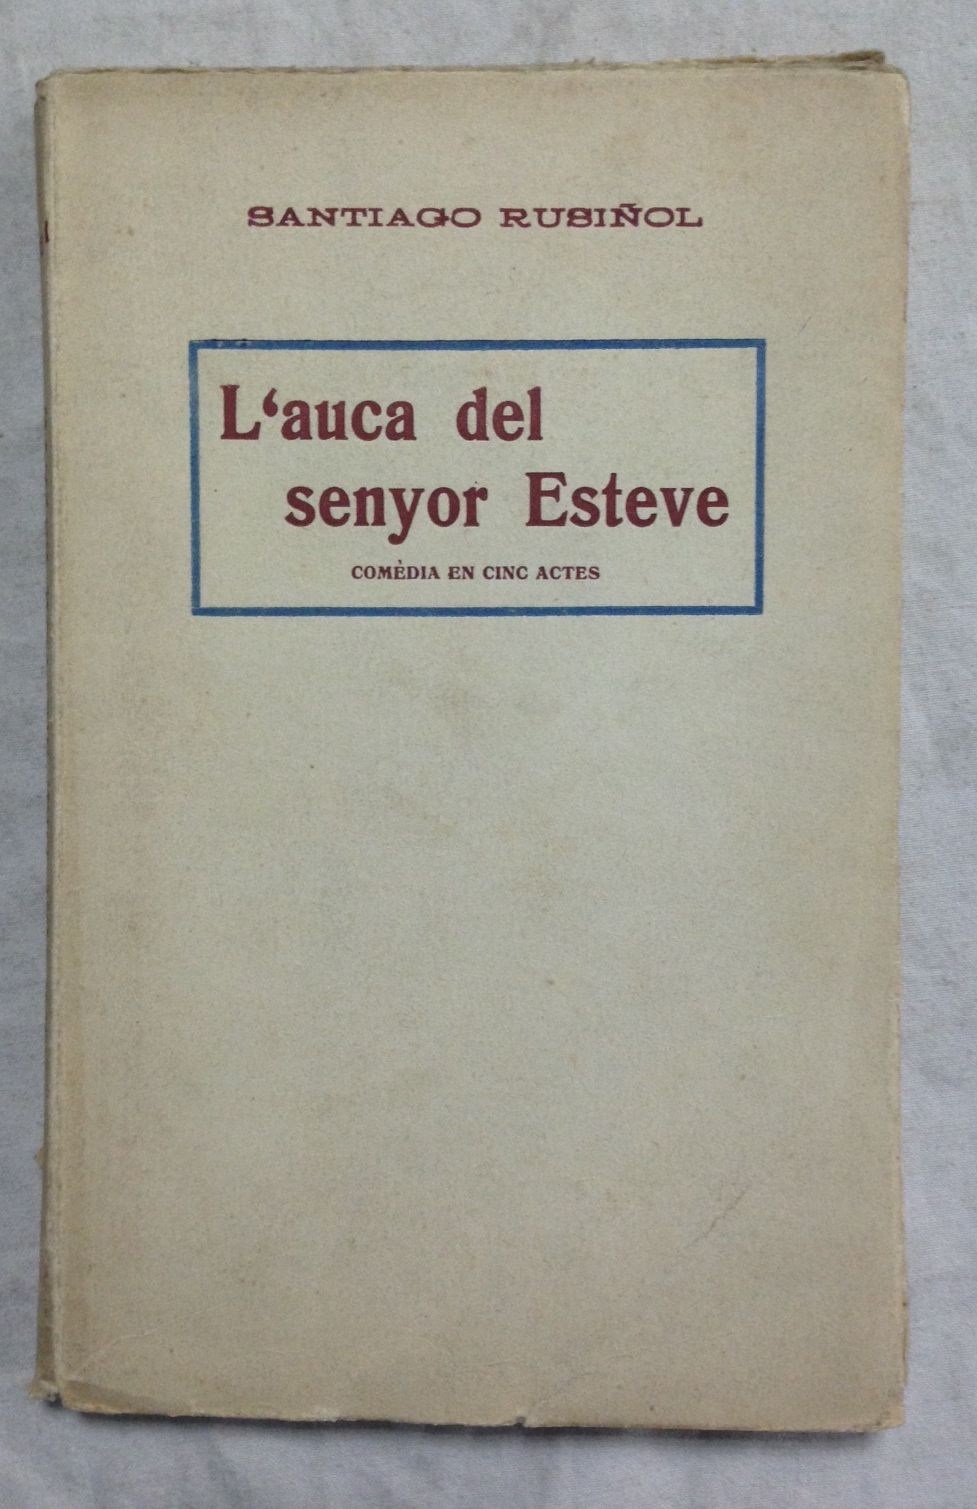 SANTIAGO RUSIÑOL
L‘auca del
senyor Esteve
COMÈDIA EN CINC ACTES